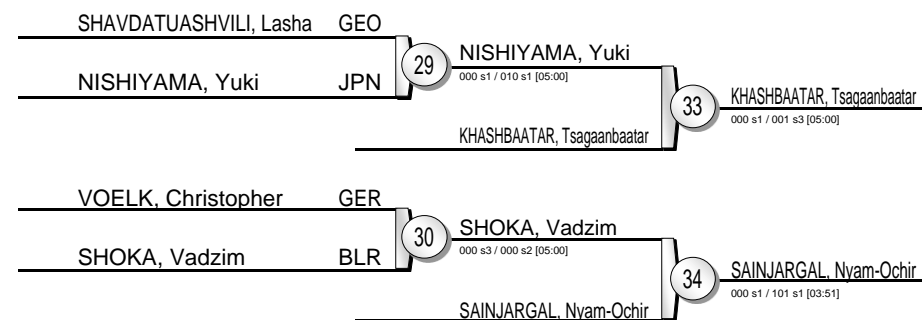 SHAVDATUASHVILI, Lasha GEO
29
NISHIYAMA, Yuki
000 s1 / 010 s1 [05:00]
NISHIYAMA, Yuki JPN
33
KHASHBAATAR, Tsagaanbaatar
000 s1 / 001 s3 [05:00]
KHASHBAATAR, Tsagaanbaatar
VOELK, Christopher GER
30
SHOKA, Vadzim
000 s3 / 000 s2 [05:00]
SHOKA, Vadzim BLR
34
SAINJARGAL, Nyam-Ochir
000 s1 / 101 s1 [03:51]
SAINJARGAL, Nyam-Ochir